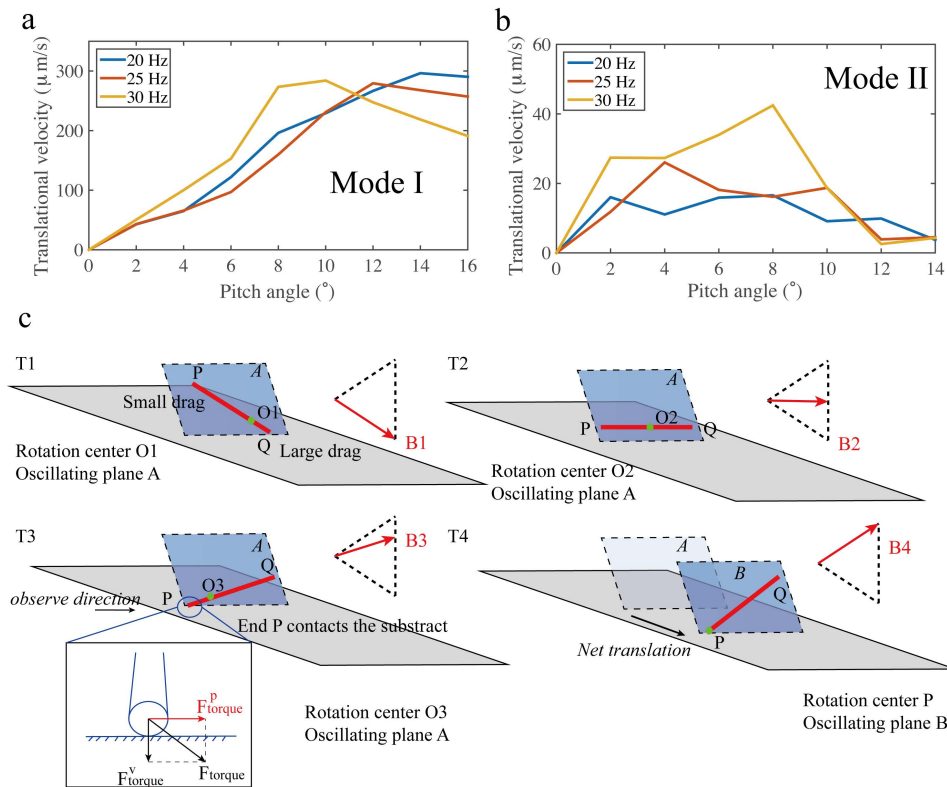 a
Translational velocity (μm/s)
300
200
100
0
20 Hz
25 Hz
30 Hz
Mode I
0 2 4 6 8 10 12 14 16
Pitch angle (°)
b
Translational velocity (μm/s)
60
40
20
0
20 Hz
25 Hz
30 Hz
Mode II
0 2 4 6 8 10 12 14
Pitch angle (°)
c
T1
P
A
Small drag
O1
Q
Large drag
B1
Rotation center O1
Oscillating plane A
T2
A
P
O2
Q
B2
Rotation center O2
Oscillating plane A
T3
A
Q
O3
P
B3
observe direction
End P contacts the substract
F^p_torque
F^v_torque
F_torque
Rotation center O3
Oscillating plane A
T4
A
B
Q
P
B4
Net translation
Rotation center P
Oscillating plane B